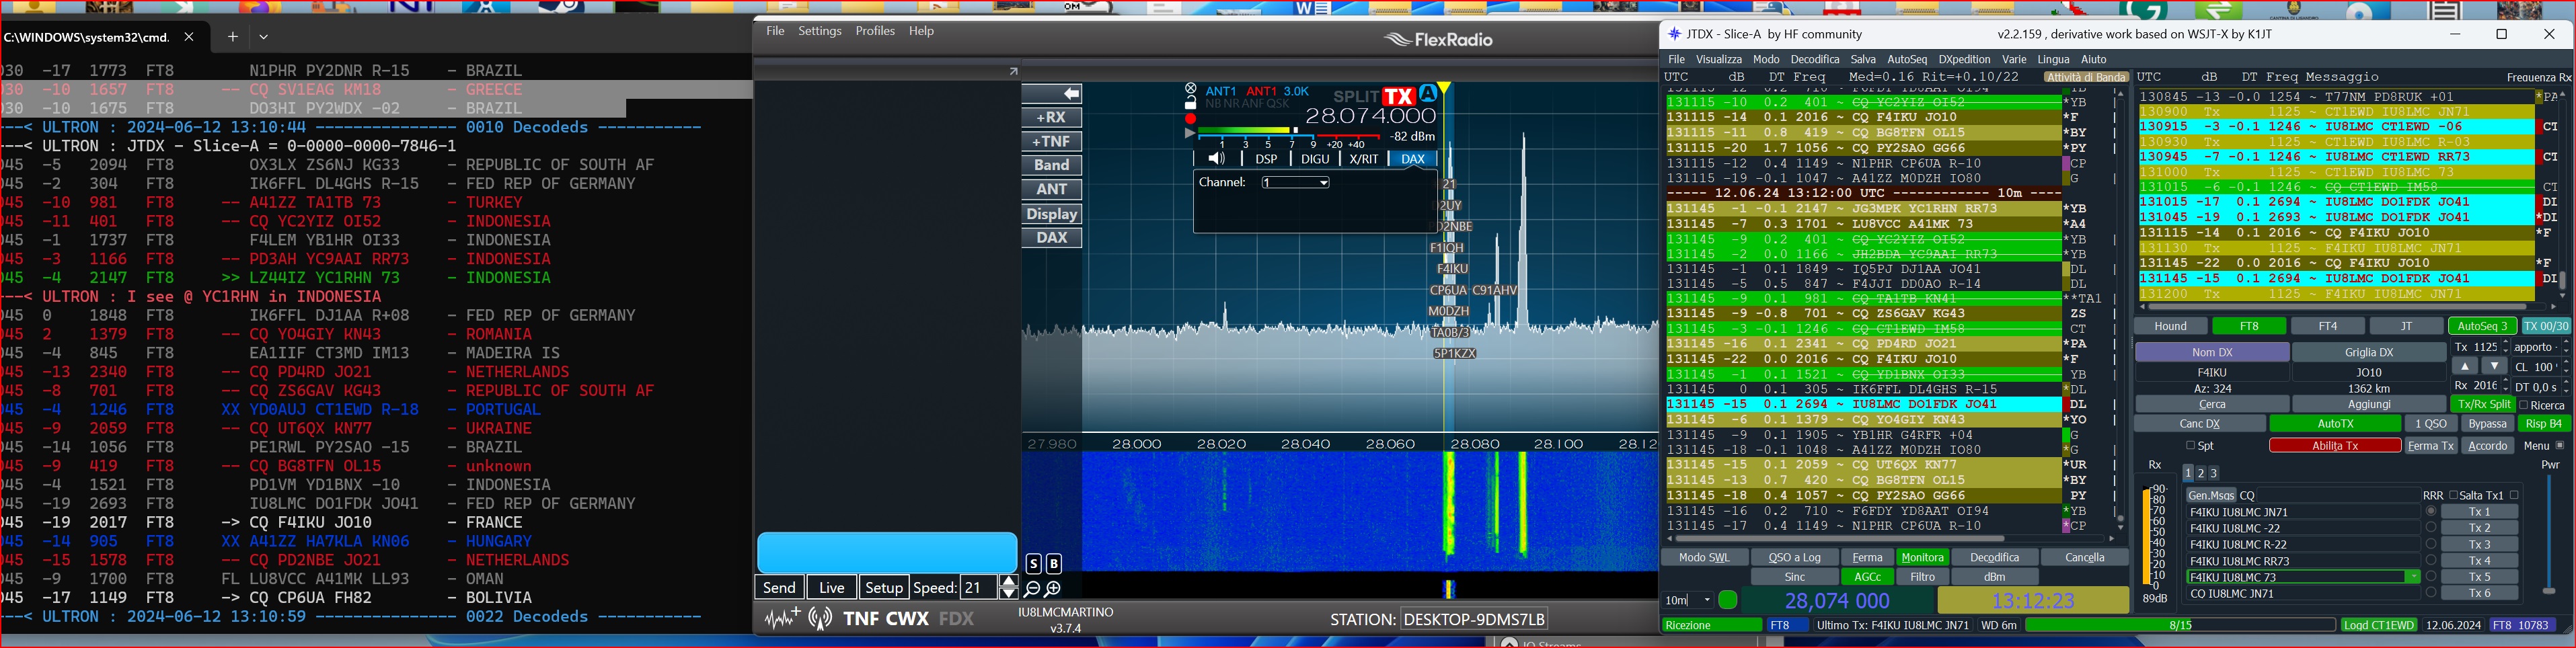 C:\WINDOWS\system32\cmd.
030 -17 1773 FT8 N1PHR PY2DNR R-15 - BRAZIL
030 -10 1657 FT8 -- CQ SV1EAG KM18 - GREECE
030 -10 1675 FT8 DO3HI PY2WDX -02 - BRAZIL
---< ULTRON : 2024-06-12 13:10:44 --------------- 0010 Decodeds -----------
---< ULTRON : JTDX - Slice-A = 0-0000-0000-7846-1
045 -5 2094 FT8 OX3LX ZS6NJ KG33 - REPUBLIC OF SOUTH AF
045 -2 304 FT8 IK6FFL DL4GHS R-15 - FED REP OF GERMANY
045 -10 981 FT8 -- A41ZZ TA1TB 73 - TURKEY
045 -11 401 FT8 -- CQ YC2YIZ OI52 - INDONESIA
045 -1 1737 FT8 F4LEM YB1HR OI33 - INDONESIA
045 -3 1166 FT8 -- PD3AH YC9AAI RR73 - INDONESIA
045 -4 2147 FT8 >> LZ44IZ YC1RHN 73 - INDONESIA
---< ULTRON : I see @ YC1RHN in INDONESIA
045 0 1848 FT8 IK6FFL DJ1AA R+08 - FED REP OF GERMANY
045 2 1379 FT8 -- CQ YO4GIY KN43 - ROMANIA
045 -4 845 FT8 EA1IIF CT3MD IM13 - MADEIRA IS
045 -13 2340 FT8 -- CQ PD4RD JO21 - NETHERLANDS
045 -8 701 FT8 -- CQ ZS6GAV KG43 - REPUBLIC OF SOUTH AF
045 -4 1246 FT8 XX YD0AUJ CT1EWD R-18 - PORTUGAL
045 -9 2059 FT8 -- CQ UT6QX KN77 - UKRAINE
045 -14 1056 FT8 PE1RWL PY2SAO -15 - BRAZIL
045 -9 419 FT8 -- CQ BG8TFN OL15 - unknown
045 -4 1521 FT8 PD1VM YD1BNX -10 - INDONESIA
045 -19 2693 FT8 IU8LMC DO1FDK JO41 - FED REP OF GERMANY
045 -19 2017 FT8 -> CQ F4IKU JO10 - FRANCE
045 -14 905 FT8 XX A41ZZ HA7KLA KN06 - HUNGARY
045 -15 1578 FT8 -- CQ PD2NBE JO21 - NETHERLANDS
045 -9 1700 FT8 FL LU8VCC A41MK LL93 - OMAN
045 -17 1149 FT8 -> CQ CP6UA FH82 - BOLIVIA
---< ULTRON : 2024-06-12 13:10:59 --------------- 0022 Decodeds -----------
File Settings Profiles Help
FlexRadio
+RX
+TNF
Band
ANT
Display
DAX
ANT1 ANT1 3.0K
NB NR ANF QSK
SPLIT TX A
28.074.000
-82 dBm
1 3 5 7 9 +20 +40
DSP DIGU X/RIT DAX
Channel: 1
F1IQH
F4IKU
CP6UA C91AHV
M0DZH
TA0B/3
5P1KZX
27.980 28.000 28.020 28.040 28.060 28.080 28.100 28.12
S B
Send Live Setup Speed: 21
TNF CWX FDX
IU8LMCMARTINO
v3.7.4
STATION: DESKTOP-9DMS7LB
JTDX - Slice-A by HF community
v2.2.159 , derivative work based on WSJT-X by K1JT
File Visualizza Modo Decodifica Salva AutoSeq DXpedition Varie Lingua Aiuto
UTC dB DT Freq Med=0.16 Rit=+0.10/22 Attività di Banda
131115 -10 0.2 401 ~ CQ YC2YIZ OI52 *YB
131115 -14 0.1 2016 ~ CQ F4IKU JO10 *F
131115 -11 0.8 419 ~ CQ BG8TFN OL15 *BY
131115 -20 1.7 1056 ~ CQ PY2SAO GG66 *PY
131115 -12 0.4 1149 ~ N1PHR CP6UA R-10 CP
131115 -19 -0.1 1047 ~ A41ZZ M0DZH IO80 G
----- 12.06.24 13:12:00 UTC ------------ 10m ----
131145 -1 -0.1 2147 ~ JG3MPK YC1RHN RR73 *YB
131145 -7 0.3 1701 ~ LU8VCC A41MK 73 *A4
131145 -9 0.2 401 ~ CQ YC2YIZ OI52 *YB
131145 -2 0.0 1166 ~ JH2BDA YC9AAI RR73 *YB
131145 -1 0.1 1849 ~ IQ5PJ DJ1AA JO41 DL
131145 -5 0.5 847 ~ F4JJI DD0AO R-14 DL
131145 -9 0.1 981 ~ CQ TA1TB KN41 **TA1
131145 -9 -0.8 701 ~ CQ ZS6GAV KG43 ZS
131145 -3 -0.1 1246 ~ CQ CT1EWD IM58 CT
131145 -16 0.1 2341 ~ CQ PD4RD JO21 *PA
131145 -22 0.0 2016 ~ CQ F4IKU JO10 *F
131145 -1 0.1 1521 ~ CQ YD1BNX OI33 YB
131145 0 0.1 305 ~ IK6FFL DL4GHS R-15 *DL
131145 -15 0.1 2694 ~ IU8LMC DO1FDK JO41 DL
131145 -6 0.1 1379 ~ CQ YO4GIY KN43 *YO
131145 -9 0.1 1905 ~ YB1HR G4RFR +04 G
131145 -18 -0.1 1048 ~ A41ZZ M0DZH IO80 *G
131145 -15 0.1 2059 ~ CQ UT6QX KN77 *UR
131145 -13 0.7 420 ~ CQ BG8TFN OL15 *BY
131145 -18 0.4 1057 ~ CQ PY2SAO GG66 PY
131145 -16 0.2 710 ~ F6FDY YD8AAT OI94 *YB
131145 -17 0.4 1149 ~ N1PHR CP6UA R-10 *CP
Modo SWL QSO a Log Ferma Monitora Decodifica Cancella
Sinc AGCc Filtro dBm
10m 28,074 000 13:12:23
Ricezione FT8 Ultimo Tx: F4IKU IU8LMC JN71 WD 6m 8/15 Logd CT1EWD 12.06.2024 FT8 10783
UTC dB DT Freq Messaggio Frequenza Rx
130845 -13 -0.0 1254 ~ T77NM PD8RUK +01 *PA
130900 Tx 1125 ~ CT1EWD IU8LMC JN71
130915 -3 -0.1 1246 ~ IU8LMC CT1EWD -06 CT
130930 Tx 1125 ~ CT1EWD IU8LMC R-03
130945 -7 -0.1 1246 ~ IU8LMC CT1EWD RR73 CT
131000 Tx 1125 ~ CT1EWD IU8LMC 73
131015 -6 -0.1 1246 ~ CQ CT1EWD IM58 CT
131015 -17 0.1 2694 ~ IU8LMC DO1FDK JO41 DL
131045 -19 0.1 2693 ~ IU8LMC DO1FDK JO41 *DL
131115 -14 0.1 2016 ~ CQ F4IKU JO10 *F
131130 Tx 1125 ~ F4IKU IU8LMC JN71
131145 -22 0.0 2016 ~ CQ F4IKU JO10 *F
131145 -15 0.1 2694 ~ IU8LMC DO1FDK JO41 DL
131200 Tx 1125 ~ F4IKU IU8LMC JN71
Hound FT8 FT4 JT AutoSeq 3 TX 00/30
Nom DX Griglia DX Tx 1125 apporto -
F4IKU JO10 CL 100
Az: 324 1362 km Rx 2016 DT 0,0 s
Cerca Aggiungi Tx/Rx Split Ricerca
Canc DX AutoTX 1 QSO Bypassa Risp B4
Spt Abilita Tx Ferma Tx Accordo Menu
Rx 1 2 3 Pwr
-90-
-80
-70
-60
-50
-40
-30
-20
-10
-0
89dB
Gen.Msgs CQ RRR Salta Tx1
F4IKU IU8LMC JN71 Tx 1
F4IKU IU8LMC -22 Tx 2
F4IKU IU8LMC R-22 Tx 3
F4IKU IU8LMC RR73 Tx 4
F4IKU IU8LMC 73 Tx 5
CQ IU8LMC JN71 Tx 6